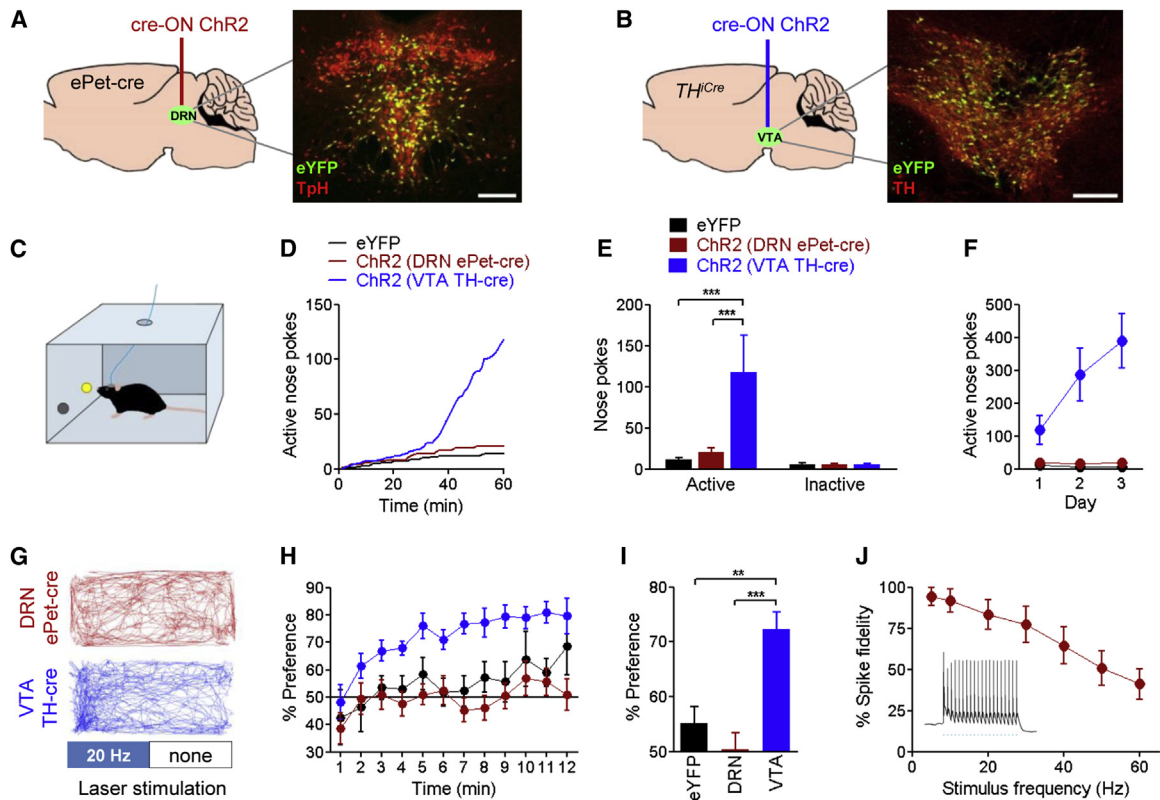 A
cre-ON ChR2
ePet-cre
DRN
eYFP
TpH
B
cre-ON ChR2
THiCre
VTA
eYFP
TH
C
D
eYFP
ChR2 (DRN ePet-cre)
ChR2 (VTA TH-cre)
Active nose pokes
150
100
50
0
0
20
40
60
Time (min)
E
eYFP
ChR2 (DRN ePet-cre)
ChR2 (VTA TH-cre)
Nose pokes
200
150
100
50
0
***
***
Active
Inactive
F
Active nose pokes
500
400
300
200
100
0
1
2
3
Day
G
DRN
ePet-cre
VTA
TH-cre
20 Hz
none
Laser stimulation
H
% Preference
90
80
70
60
50
40
30
1 2 3 4 5 6 7 8 9 10 11 12
Time (min)
I
% Preference
80
70
60
50
**
***
eYFP
DRN
VTA
J
% Spike fidelity
100
75
50
25
0
0
20
40
60
Stimulus frequency (Hz)